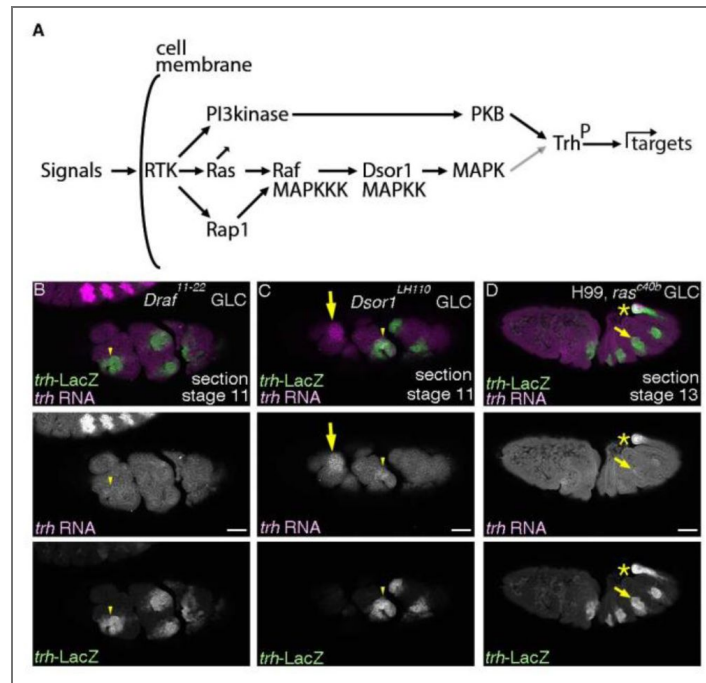 A
cell
membrane
PI3kinase PKB
Signals RTK Ras Raf Dsor1 MAPK Trh P targets
MAPKKK MAPKK
Rap1
B Draf 11-22 GLC
trh-LacZ
trh RNA
section
stage 11
C Dsor1 LH110 GLC
trh-LacZ
trh RNA
section
stage 11
D H99, ras c40b GLC
*
trh-LacZ
trh RNA
section
stage 13
trh RNA
trh RNA
*
trh RNA
trh-LacZ
trh-LacZ
*
trh-LacZ